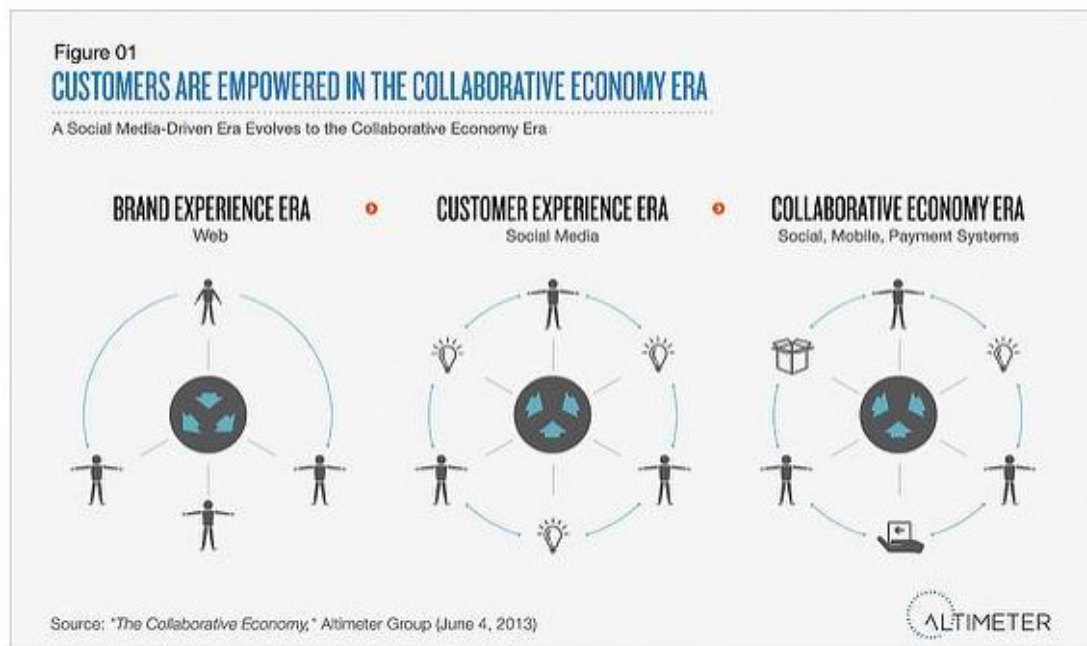 Figure 01
CUSTOMERS ARE EMPOWERED IN THE COLLABORATIVE ECONOMY ERA
A Social Media-Driven Era Evolves to the Collaborative Economy Era
BRAND EXPERIENCE ERA
Web
CUSTOMER EXPERIENCE ERA
Social Media
COLLABORATIVE ECONOMY ERA
Social, Mobile, Payment Systems
Source: "The Collaborative Economy," Altimeter Group (June 4, 2013)
ALTIMETER